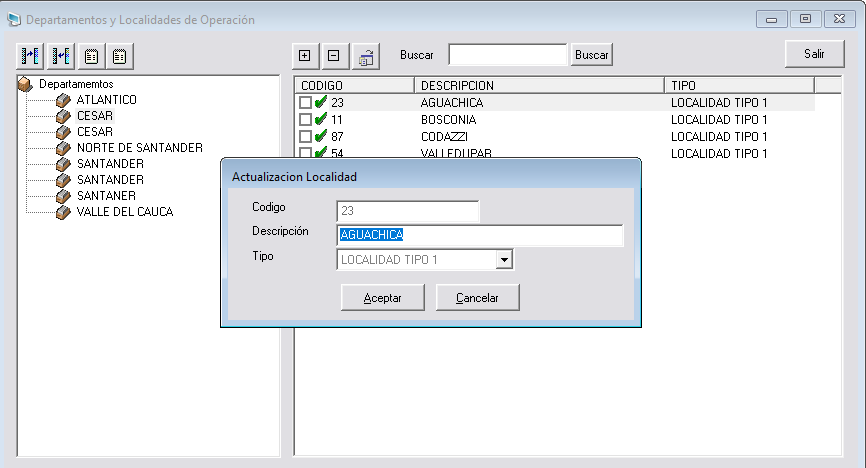 Departamentos y Localidades de Operación
Buscar
Buscar
Salir
Departamentos
ATLANTICO
CESAR
CESAR
NORTE DE SANTANDER
SANTANDER
SANTANDER
SANTANER
VALLE DEL CAUCA
CODIGO DESCRIPCION TIPO
23 AGUACHICA LOCALIDAD TIPO 1
11 BOSCONIA LOCALIDAD TIPO 1
87 CODAZZI LOCALIDAD TIPO 1
54 VALLEDUPAR LOCALIDAD TIPO 1
Actualizacion Localidad
Codigo 23
Descripción AGUACHICA
Tipo LOCALIDAD TIPO 1
Aceptar Cancelar